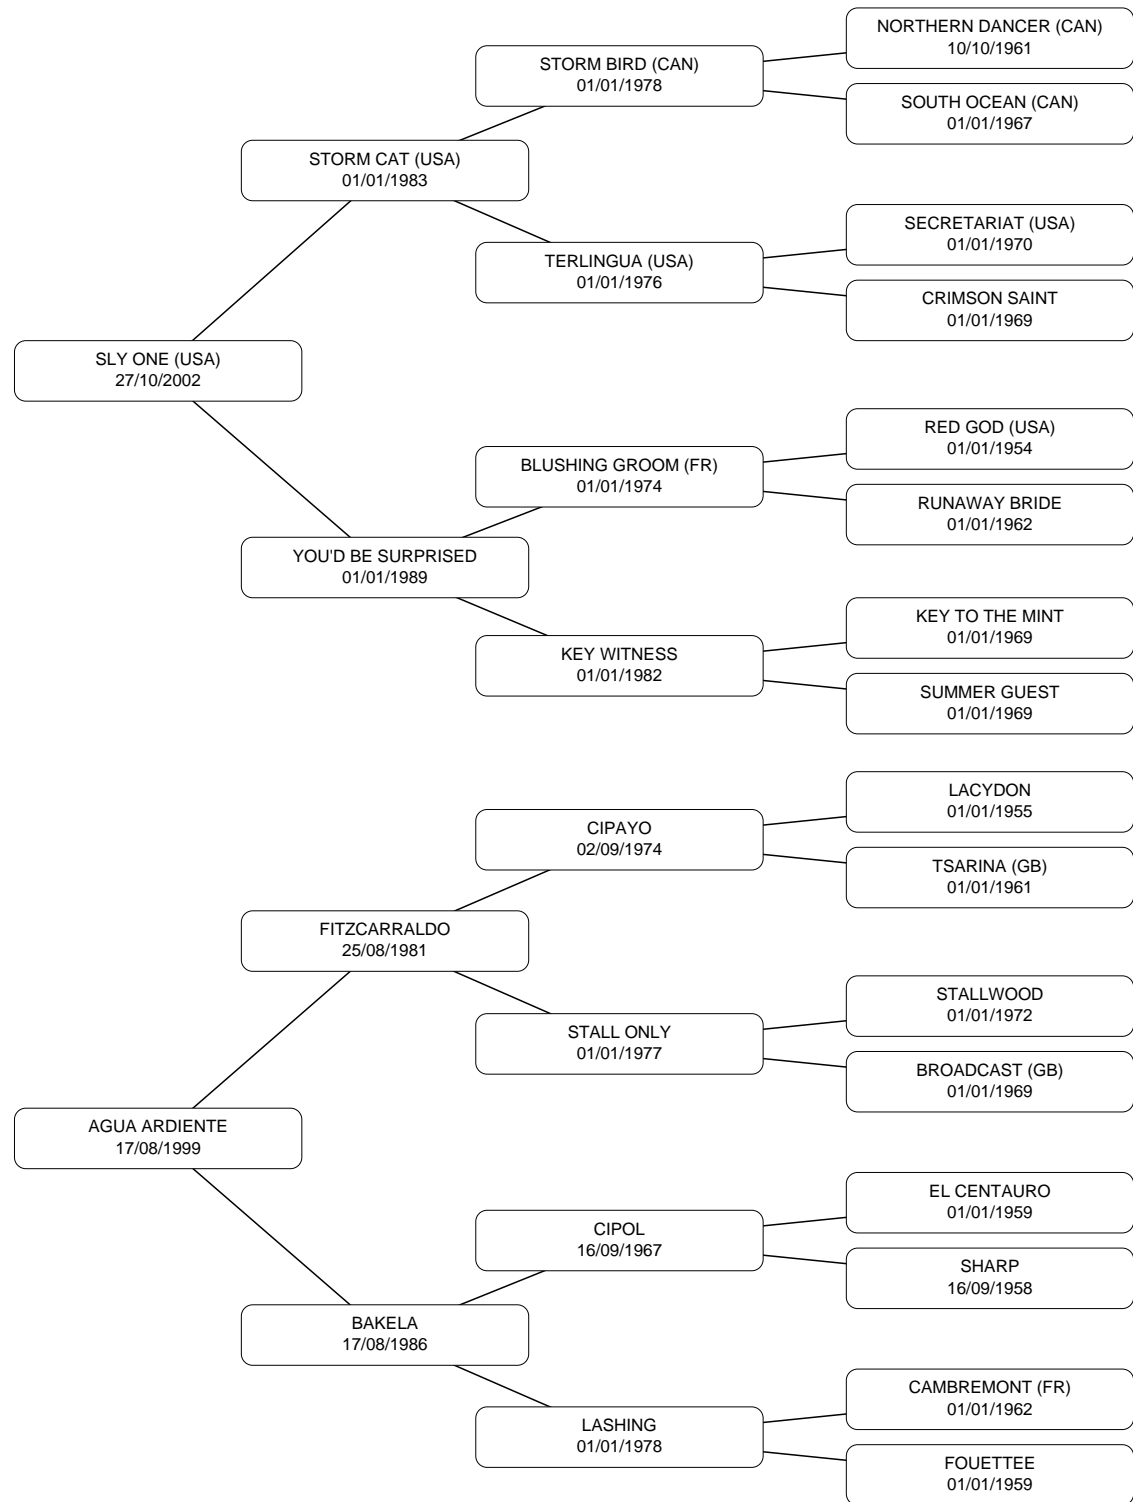 NORTHERN DANCER (CAN)
10/10/1961
STORM BIRD (CAN)
01/01/1978
SOUTH OCEAN (CAN)
01/01/1967
STORM CAT (USA)
01/01/1983
SECRETARIAT (USA)
01/01/1970
TERLINGUA (USA)
01/01/1976
CRIMSON SAINT
01/01/1969
SLY ONE (USA)
27/10/2002
RED GOD (USA)
01/01/1954
BLUSHING GROOM (FR)
01/01/1974
RUNAWAY BRIDE
01/01/1962
YOU'D BE SURPRISED
01/01/1989
KEY TO THE MINT
01/01/1969
KEY WITNESS
01/01/1982
SUMMER GUEST
01/01/1969
LACYDON
01/01/1955
CIPAYO
02/09/1974
TSARINA (GB)
01/01/1961
FITZCARRALDO
25/08/1981
STALLWOOD
01/01/1972
STALL ONLY
01/01/1977
BROADCAST (GB)
01/01/1969
AGUA ARDIENTE
17/08/1999
EL CENTAURO
01/01/1959
CIPOL
16/09/1967
SHARP
16/09/1958
BAKELA
17/08/1986
CAMBREMONT (FR)
01/01/1962
LASHING
01/01/1978
FOUETTEE
01/01/1959